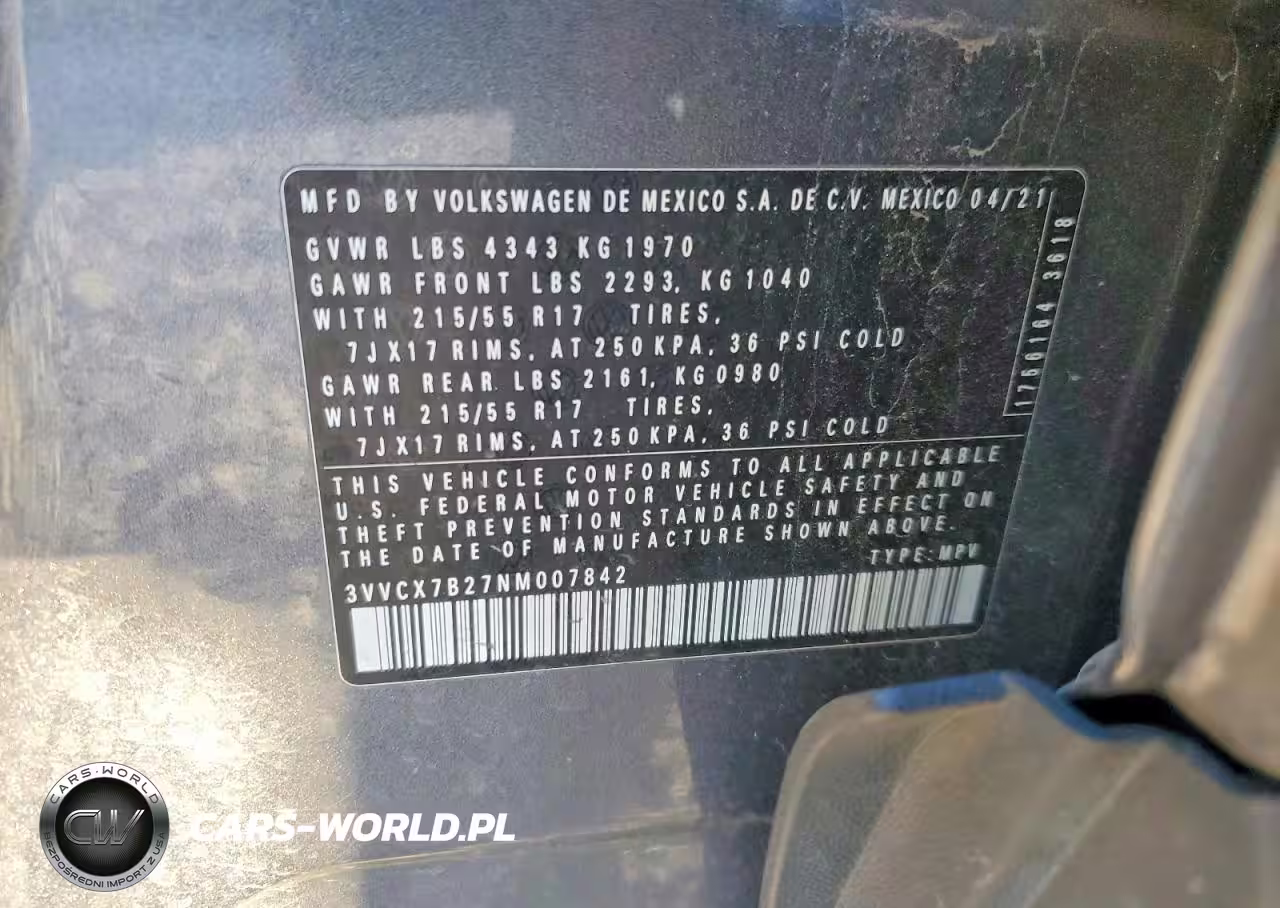 MFD BY VOLKSWAGEN DE MEXICO S.A. DE C.V. MEXICO 04/21
GVWR LBS 4343 KG 1970
GAWR FRONT LBS 2293, KG 1040
WITH 215/55 R17 TIRES,
7JX17 RIMS, AT 250 KPA, 36 PSI COLD
GAWR REAR LBS 2161, KG 0980
WITH 215/55 R17 TIRES,
7JX17 RIMS, AT 250 KPA, 36 PSI COLD
1760164 3618
THIS VEHICLE CONFORMS TO ALL APPLICABLE
U.S. FEDERAL MOTOR VEHICLE SAFETY AND
THEFT PREVENTION STANDARDS IN EFFECT ON
THE DATE OF MANUFACTURE SHOWN ABOVE.
TYPE: MPV
3VVCX7B27NM007842
CARS-WORLD
CW
BEZPOŚREDNI IMPORT Z USA
CARS-WORLD.PL